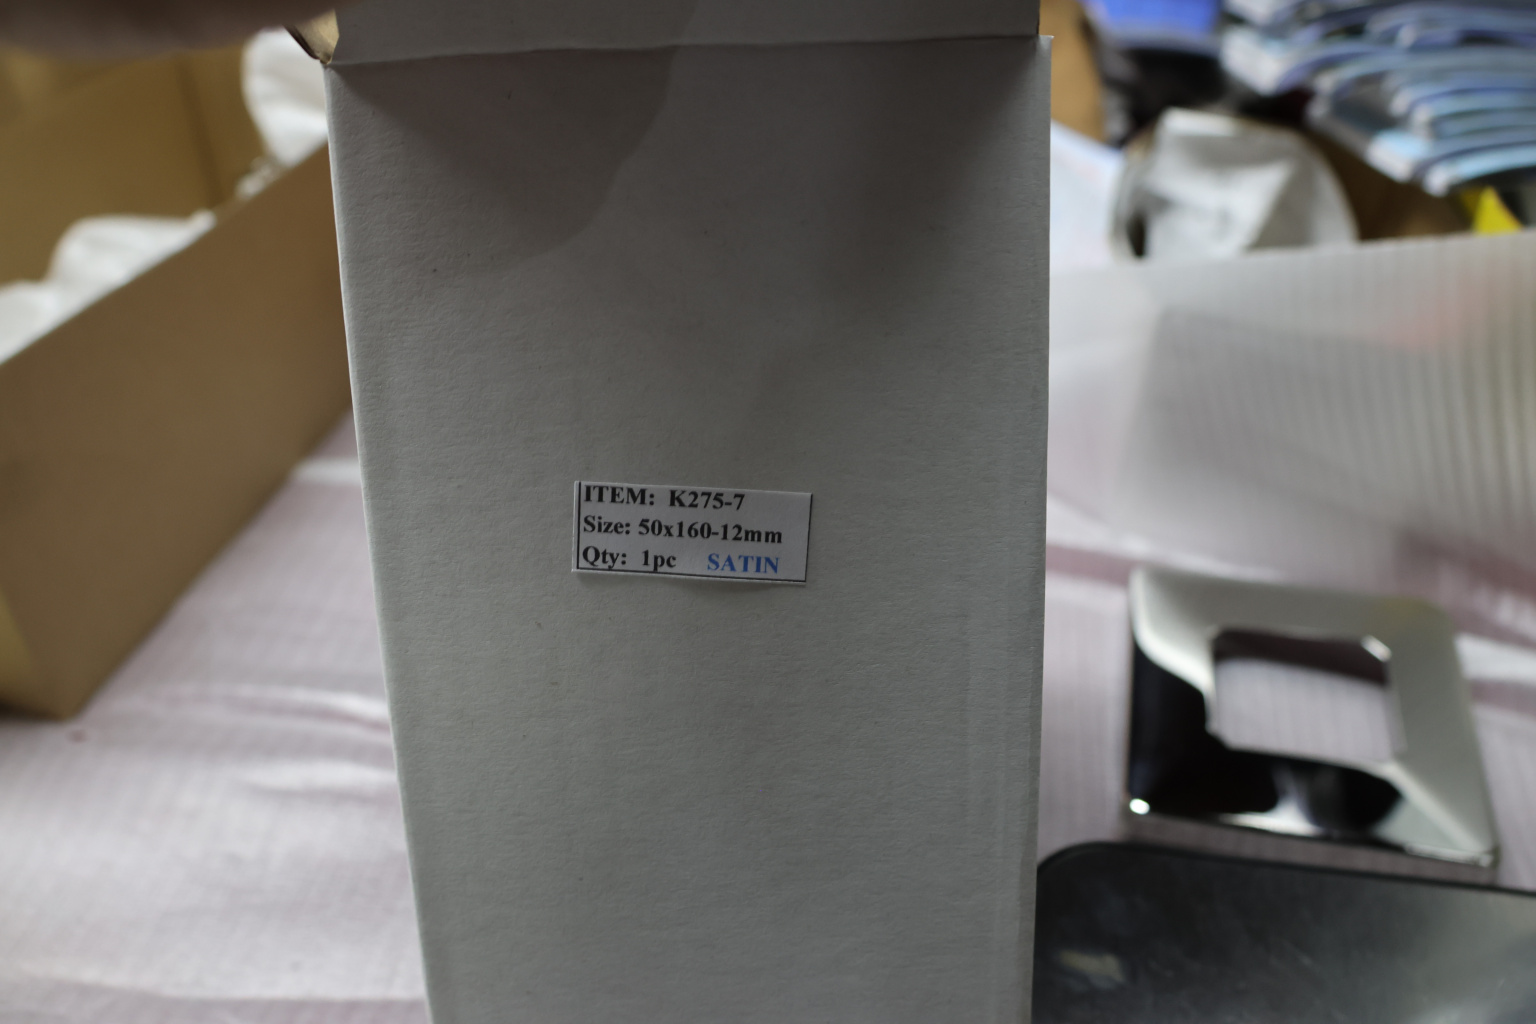 ITEM: K275-7
Size: 50x160-12mm
Qty: 1pc SATIN